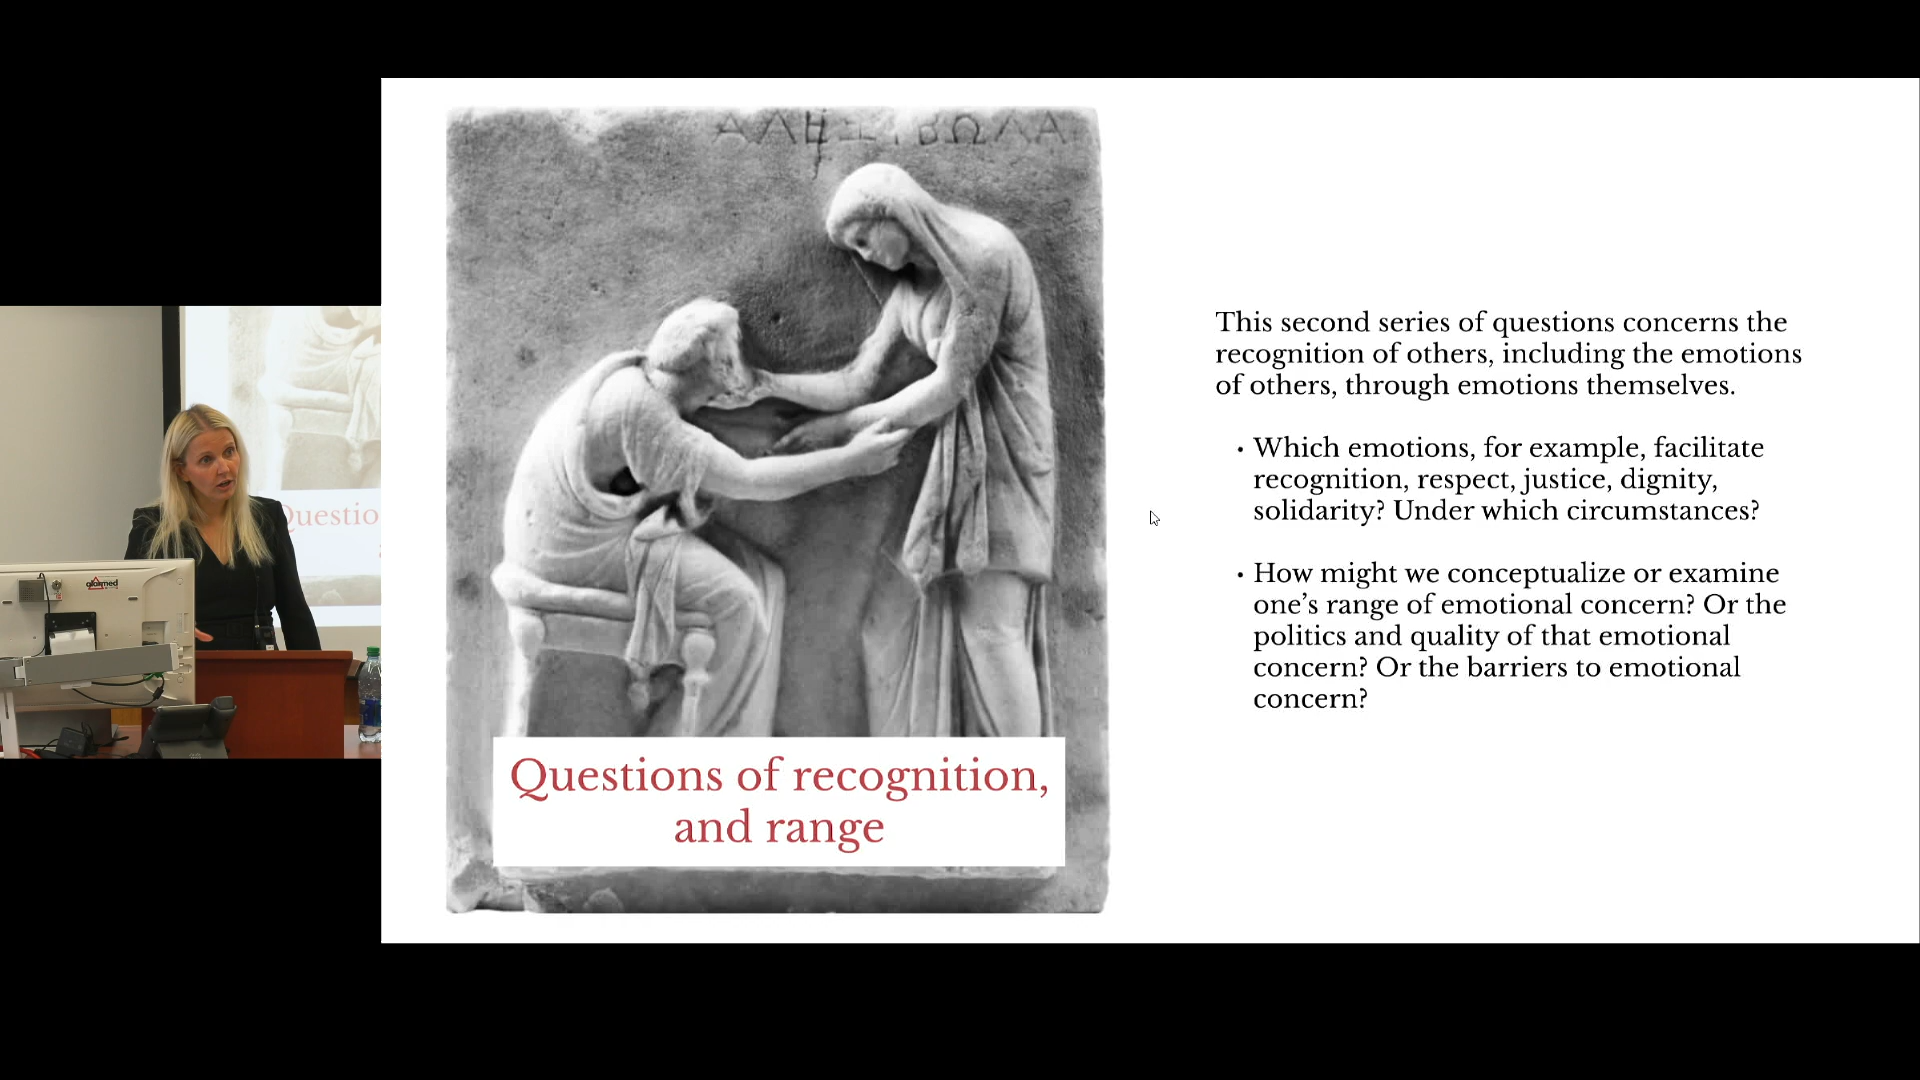 Questions of recognition,
and range
This second series of questions concerns the
recognition of others, including the emotions
of others, through emotions themselves.
• Which emotions, for example, facilitate
recognition, respect, justice, dignity,
solidarity? Under which circumstances?
• How might we conceptualize or examine
one’s range of emotional concern? Or the
politics and quality of that emotional
concern? Or the barriers to emotional
concern?
Questio